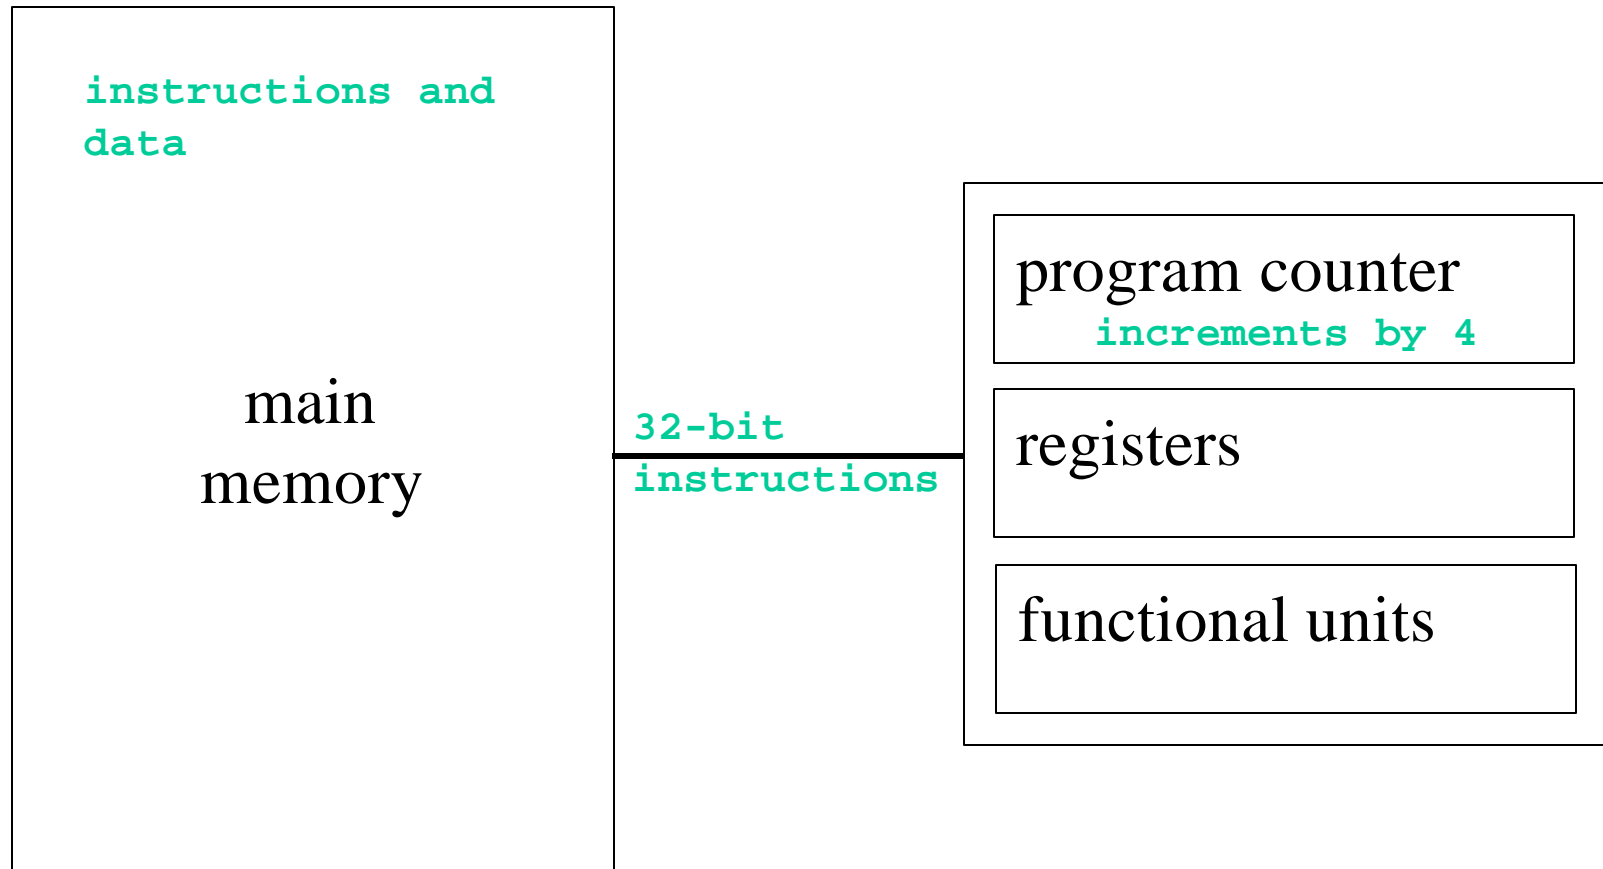 instructions and
data
main
memory
32-bit
instructions
program counter
increments by 4
registers
functional units